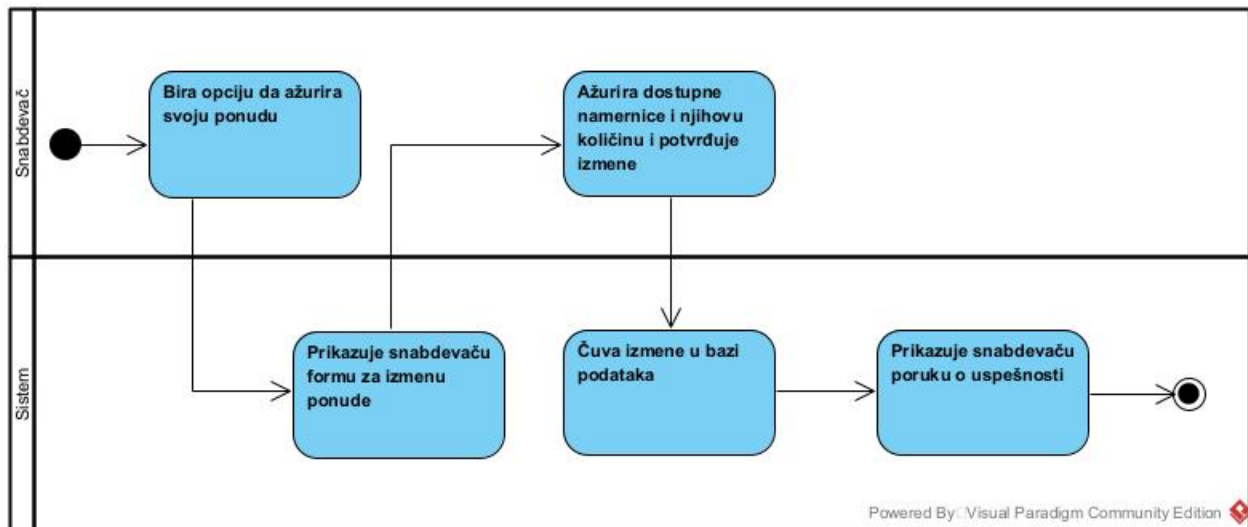 Snabdevač
Bira opciju da ažurira
svoju ponudu
Ažurira dostupne
namernice i njihovu
količinu i potvrđuje
izmene
Sistem
Prikazuje snabdevaču
formu za izmenu
ponude
Čuva izmene u bazi
podataka
Prikazuje snabdevaču
poruku o uspešnosti
Powered By Visual Paradigm Community Edition